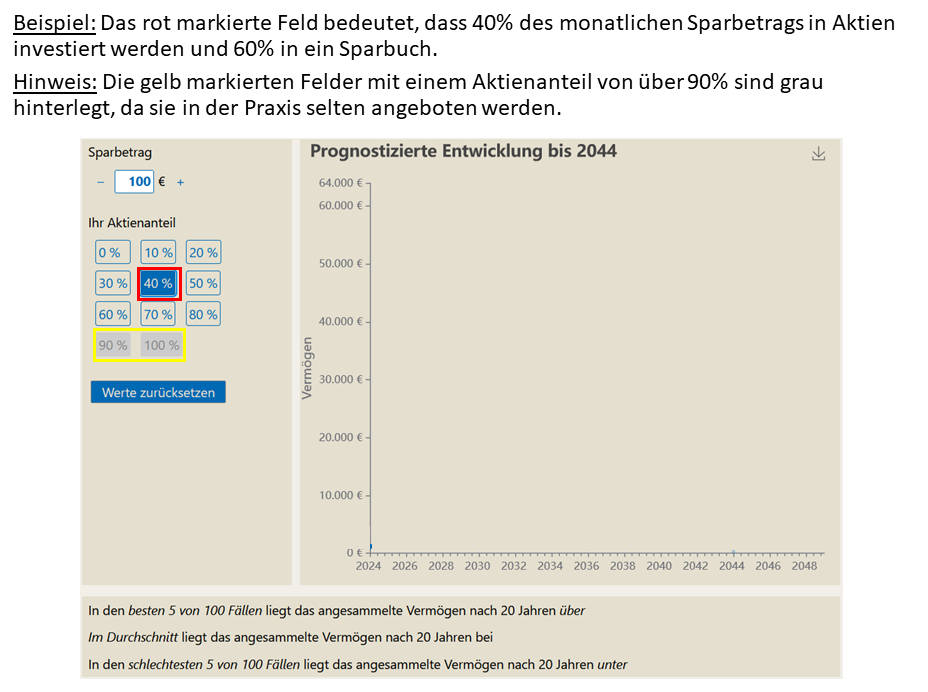 Beispiel: Das rot markierte Feld bedeutet, dass 40% des monatlichen Sparbetrags in Aktien
investiert werden und 60% in ein Sparbuch.
Hinweis: Die gelb markierten Felder mit einem Aktienanteil von über 90% sind grau
hinterlegt, da sie in der Praxis selten angeboten werden.
Sparbetrag
− 100 € +
Ihr Aktienanteil
0 % 10 % 20 %
30 % 40 % 50 %
60 % 70 % 80 %
90 % 100 %
Werte zurücksetzen
Prognostizierte Entwicklung bis 2044
64.000 €
60.000 €
50.000 €
40.000 €
30.000 €
20.000 €
10.000 €
0 €
Vermögen
2024 2026 2028 2030 2032 2034 2036 2038 2040 2042 2044 2046 2048
In den besten 5 von 100 Fällen liegt das angesammelte Vermögen nach 20 Jahren über
Im Durchschnitt liegt das angesammelte Vermögen nach 20 Jahren bei
In den schlechtesten 5 von 100 Fällen liegt das angesammelte Vermögen nach 20 Jahren unter